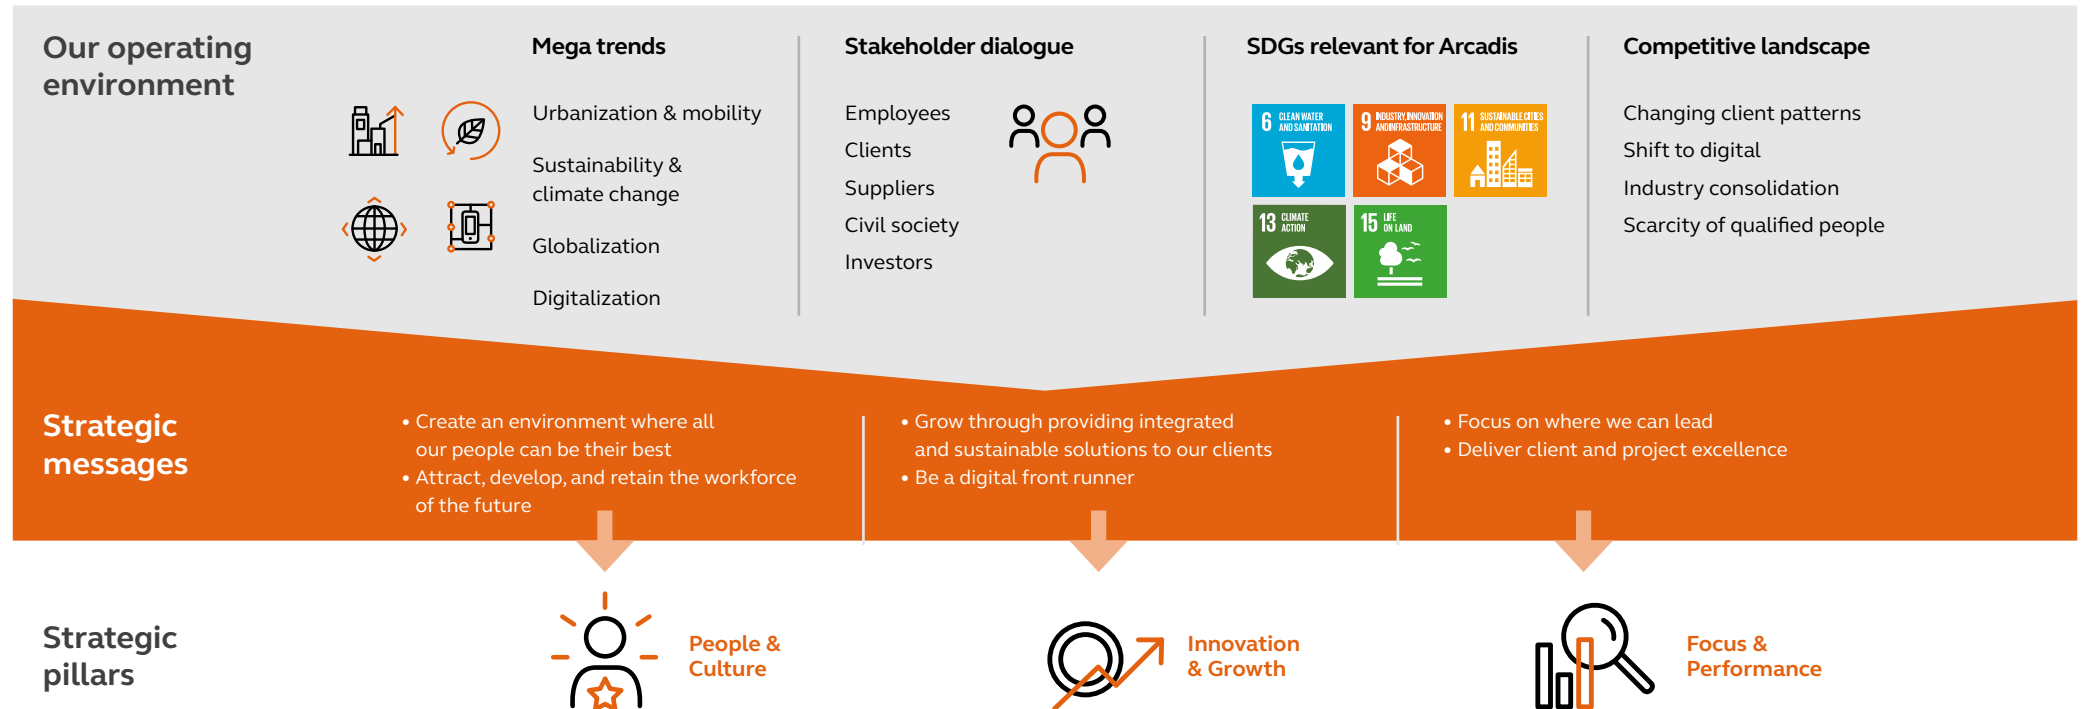 Our operating
environment
Mega trends
Urbanization & mobility
Sustainability &
climate change
Globalization
Digitalization
Stakeholder dialogue
Employees
Clients
Suppliers
Civil society
Investors
SDGs relevant for Arcadis
6 CLEAN WATER
AND SANITATION
9 INDUSTRY, INNOVATION
AND INFRASTRUCTURE
11 SUSTAINABLE CITIES
AND COMMUNITIES
13 CLIMATE
ACTION
15 LIFE
ON LAND
Competitive landscape
Changing client patterns
Shift to digital
Industry consolidation
Scarcity of qualified people
Strategic
messages
• Create an environment where all
our people can be their best
• Attract, develop, and retain the workforce
of the future
• Grow through providing integrated
and sustainable solutions to our clients
• Be a digital front runner
• Focus on where we can lead
• Deliver client and project excellence
Strategic
pillars
People &
Culture
Innovation
& Growth
Focus &
Performance